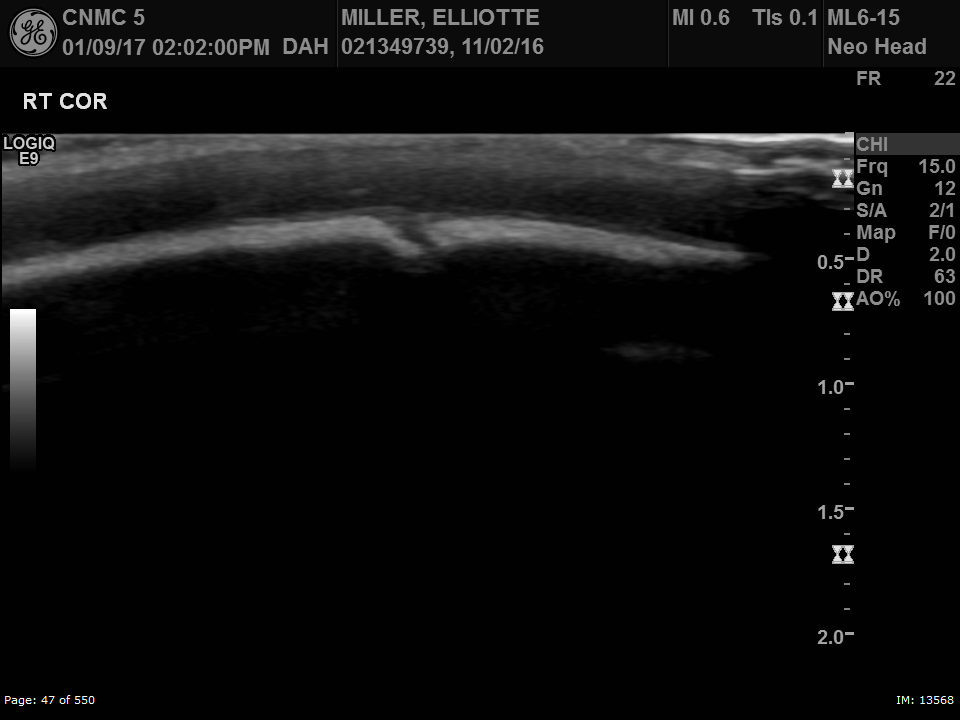 CNMC 5
01/09/17 02:02:00PM DAH
MILLER, ELLIOTTE
021349739, 11/02/16
MI 0.6 TIs 0.1
ML6-15
Neo Head
FR 22
RT COR
LOGIQ
E9
CHI
Frq 15.0
Gn 12
S/A 2/1
Map F/0
D 2.0
DR 63
AO% 100
0.5
1.0
1.5
2.0
Page: 47 of 550
IM: 13568